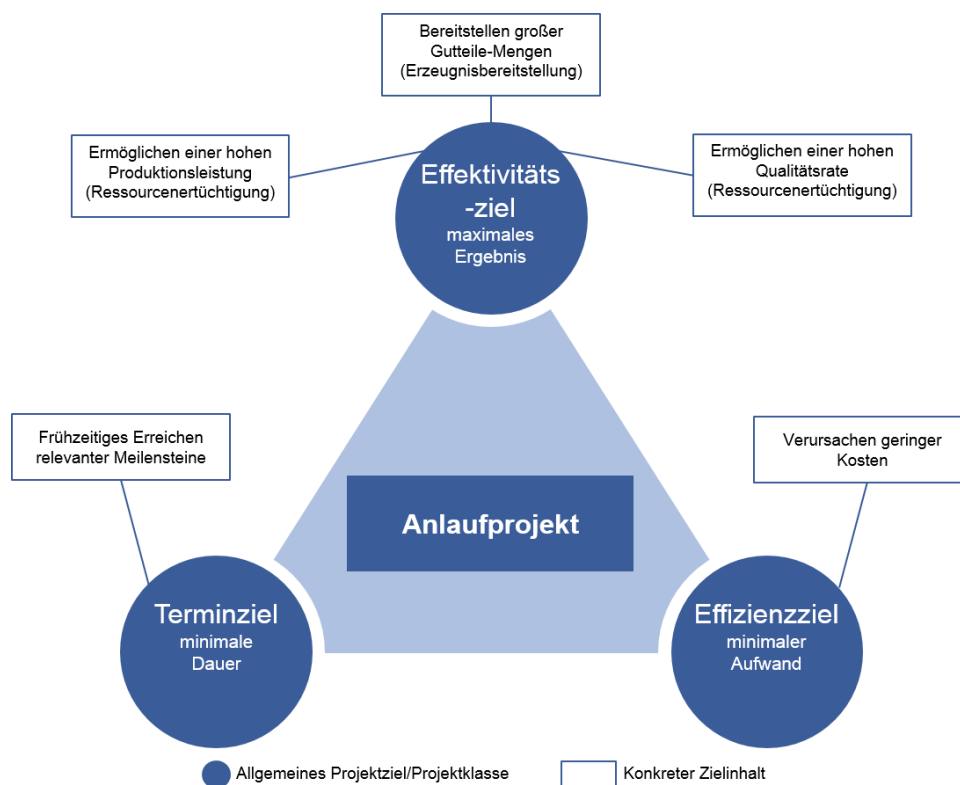 Bereitstellen großer
Gutteile-Mengen
(Erzeugnisbereitstellung)
Ermöglichen einer hohen
Produktionsleistung
(Ressourcenertüchtigung)
Ermöglichen einer hohen
Qualitätsrate
(Ressourcenertüchtigung)
Effektivitäts
-ziel
maximales
Ergebnis
Frühzeitiges Erreichen
relevanter Meilensteine
Verursachen geringer
Kosten
Anlaufprojekt
Terminziel
minimale
Dauer
Effizienzziel
minimaler
Aufwand
Allgemeines Projektziel/Projektklasse
Konkreter Zielinhalt